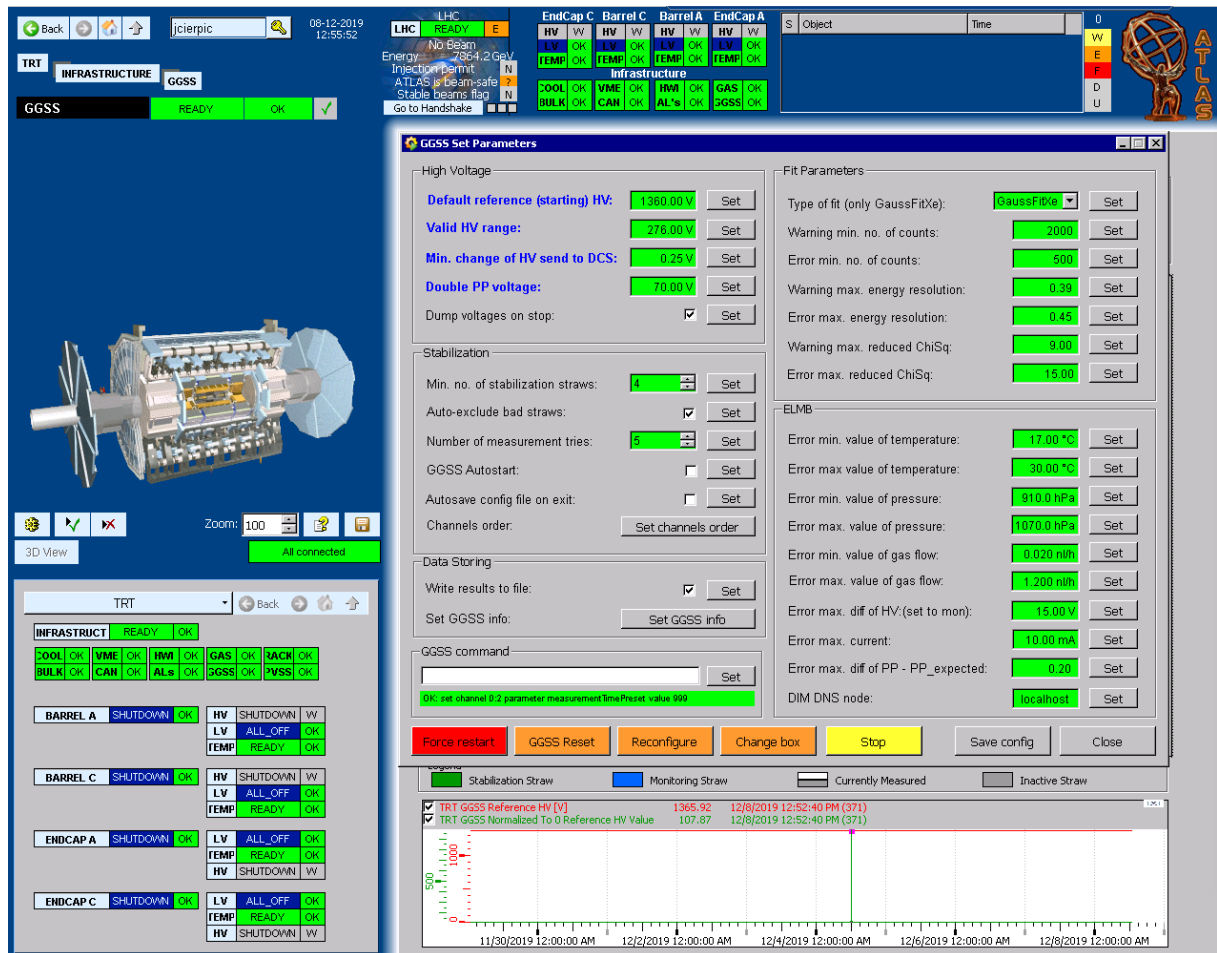 Back
jcierpic
08-12-2019
12:55:52
TRT
INFRASTRUCTURE
GGSS
GGSS READY OK
LHC
LHC READY E
No Beam
Energy 7864.2 GeV
Injection permit N
ATLAS is beam-safe ?
Stable beams flag N
Go to Handshake
EndCap C Barrel C Barrel A EndCap A
HV W HV W HV W HV W
LV OK LV OK LV OK LV OK
TEMP OK TEMP OK TEMP OK TEMP OK
Infrastructure
COOL OK VME OK HWI OK GAS OK
BULK OK CAN OK AL's OK GGSS OK
S Object Time
0
W
E
F
D
U
ATLAS
GGSS Set Parameters
High Voltage
Default reference (starting) HV: 1360.00 V Set
Valid HV range: 276.00 V Set
Min. change of HV send to DCS: 0.25 V Set
Double PP voltage: 70.00 V Set
Dump voltages on stop: Set
Stabilization
Min. no. of stabilization straws: 4 Set
Auto-exclude bad straws: Set
Number of measurement tries: 5 Set
GGSS Autostart: Set
Autosave config file on exit: Set
Channels order: Set channels order
Data Storing
Write results to file: Set
Set GGSS info: Set GGSS info
GGSS command
Set
OK: set channel 0:2 parameter measurementTimePreset value 999
Fit Parameters
Type of fit (only GaussFitXe): GaussFitXe Set
Warning min. no. of counts: 2000 Set
Error min. no. of counts: 500 Set
Warning max. energy resolution: 0.39 Set
Error max. energy resolution: 0.45 Set
Warning max. reduced ChiSq: 9.00 Set
Error max. reduced ChiSq: 15.00 Set
ELMB
Error min. value of temperature: 17.00 °C Set
Error max value of temperature: 30.00 °C Set
Error min. value of pressure: 910.0 hPa Set
Error max. value of pressure: 1070.0 hPa Set
Error min. value of gas flow: 0.020 nl/h Set
Error max. value of gas flow: 1.200 nl/h Set
Error max. diff of HV:(set to mon): 15.00 V Set
Error max. current: 10.00 mA Set
Error max. diff of PP - PP_expected: 0.20 Set
DIM DNS node: localhost Set
Force restart GGSS Reset Reconfigure Change box Stop Save config Close
Legend
Stabilization Straw Monitoring Straw Currently Measured Inactive Straw
TRT GGSS Reference HV [V] 1365.92 12/8/2019 12:52:40 PM (371)
TRT GGSS Normalized To 0 Reference HV Value 107.87 12/8/2019 12:52:40 PM (371)
1000
500
0
11/30/2019 12:00:00 AM 12/2/2019 12:00:00 AM 12/4/2019 12:00:00 AM 12/6/2019 12:00:00 AM 12/8/2019 12:00:00 AM
Zoom: 100
3D View
All connected
TRT Back
INFRASTRUCT READY OK
COOL OK VME OK HWI OK GAS OK RACK OK
BULK OK CAN OK ALs OK GGSS OK PVSS OK
BARREL A SHUTDOWN OK HV SHUTDOWN W
LV ALL_OFF OK
TEMP READY OK
BARREL C SHUTDOWN OK HV SHUTDOWN W
LV ALL_OFF OK
TEMP READY OK
ENDCAP A SHUTDOWN OK LV ALL_OFF OK
TEMP READY OK
HV SHUTDOWN W
ENDCAP C SHUTDOWN OK LV ALL_OFF OK
TEMP READY OK
HV SHUTDOWN W